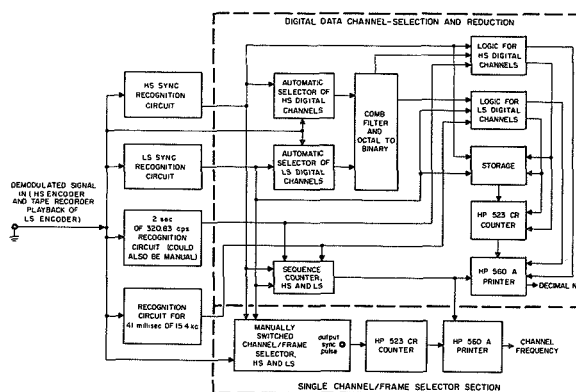 DIGITAL DATA CHANNEL-SELECTION AND REDUCTION
HS SYNC
RECOGNITION
CIRCUIT
AUTOMATIC
SELECTOR OF
HS DIGITAL
CHANNELS
LOGIC FOR
HS DIGITAL
CHANNELS
COMB
FILTER
AND
OCTAL TO
BINARY
LOGIC FOR
LS DIGITAL
CHANNELS
LS SYNC
RECOGNITION
CIRCUIT
AUTOMATIC
SELECTOR OF
LS DIGITAL
CHANNELS
STORAGE
DEMODULATED SIGNAL
IN (HS ENCODER
AND TAPE RECORDER
PLAYBACK OF
LS ENCODER)
2 sec
OF 320.83 cps
RECOGNITION
CIRCUIT (COULD
ALSO BE MANUAL)
HP 523 CR
COUNTER
SEQUENCE
COUNTER,
HS AND LS
HP 560 A
PRINTER
DECIMAL N
RECOGNITION
CIRCUIT FOR
41 millisec OF 15.4 kc
MANUALLY
SWITCHED
CHANNEL/FRAME
SELECTOR,
HS AND LS
output
sync
pulse
HP 523 CR
COUNTER
HP 560 A
PRINTER
CHANNEL
FREQUENCY
SINGLE CHANNEL/FRAME SELECTOR SECTION